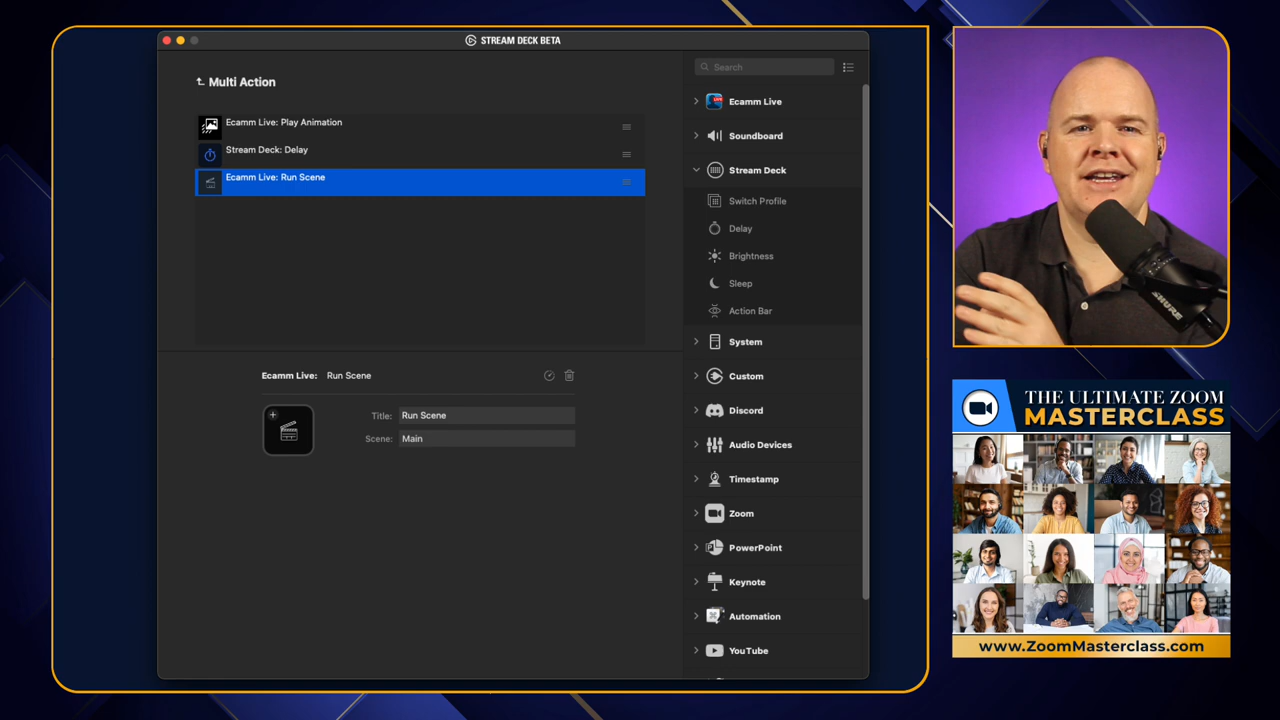 STREAM DECK BETA
Multi Action
Ecamm Live: Play Animation
Stream Deck: Delay
Ecamm Live: Run Scene
Ecamm Live: Run Scene
Title: Run Scene
Scene: Main
Search
Ecamm Live
Soundboard
Stream Deck
Switch Profile
Delay
Brightness
Sleep
Action Bar
System
Custom
Discord
Audio Devices
Timestamp
Zoom
PowerPoint
Keynote
Automation
YouTube
SHURE
THE ULTIMATE ZOOM
MASTERCLASS
www.ZoomMasterclass.com